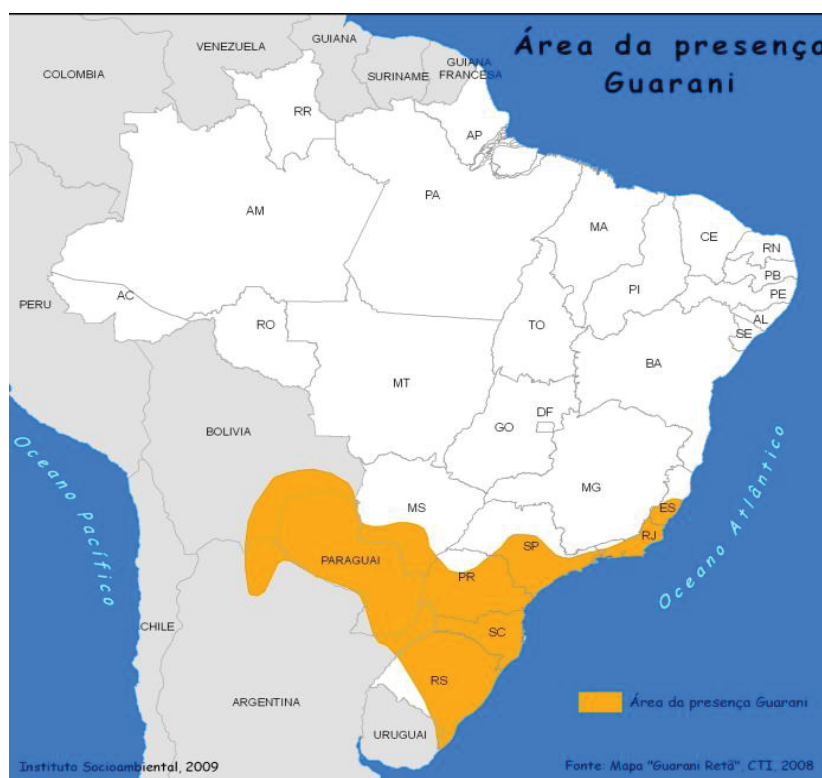 Área da presença
Guarani
VENEZUELA
GUIANA
COLOMBIA
SURINAME
GUIANA
FRANCESA
RR
AP
AM
PA
MA
CE
RN
PB
PI
PE
AC
AL
SE
PERU
RO
TO
BA
MT
DF
GO
BOLIVIA
MG
Oceano Pacífico
Oceano Atlântico
MS
ES
SP
RJ
PARAGUAI
PR
CHILE
SC
RS
ARGENTINA
Área da presença Guarani
URUGUAI
Instituto Socioambiental, 2009
Fonte: Mapa "Guarani Retã", CTI, 2008